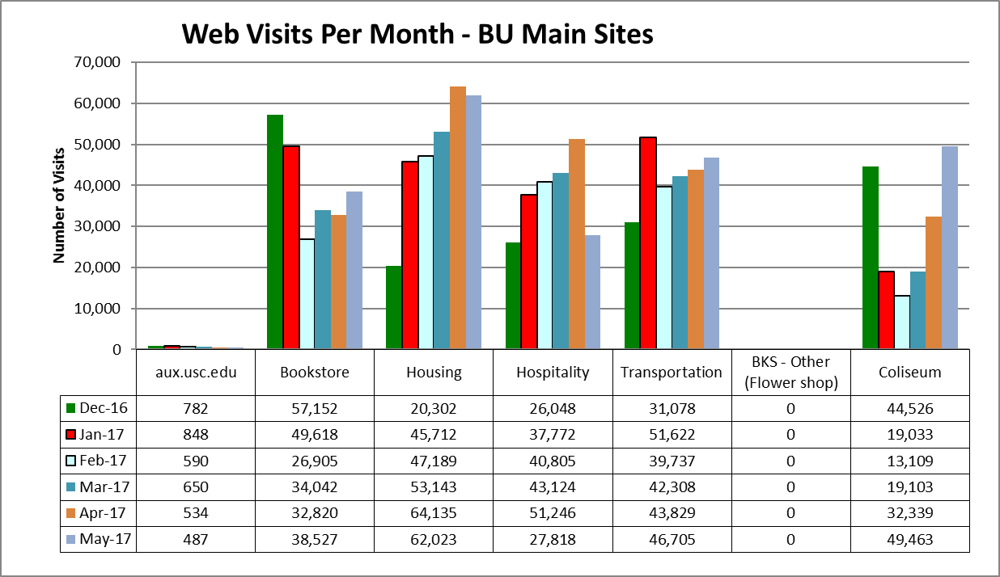 Web Visits Per Month - BU Main Sites
70,000
60,000
50,000
40,000
30,000
20,000
10,000
0
Number of Visits
aux.usc.edu Bookstore Housing Hospitality Transportation BKS - Other (Flower shop) Coliseum
Dec-16 782 57,152 20,302 26,048 31,078 0 44,526
Jan-17 848 49,618 45,712 37,772 51,622 0 19,033
Feb-17 590 26,905 47,189 40,805 39,737 0 13,109
Mar-17 650 34,042 53,143 43,124 42,308 0 19,103
Apr-17 534 32,820 64,135 51,246 43,829 0 32,339
May-17 487 38,527 62,023 27,818 46,705 0 49,463